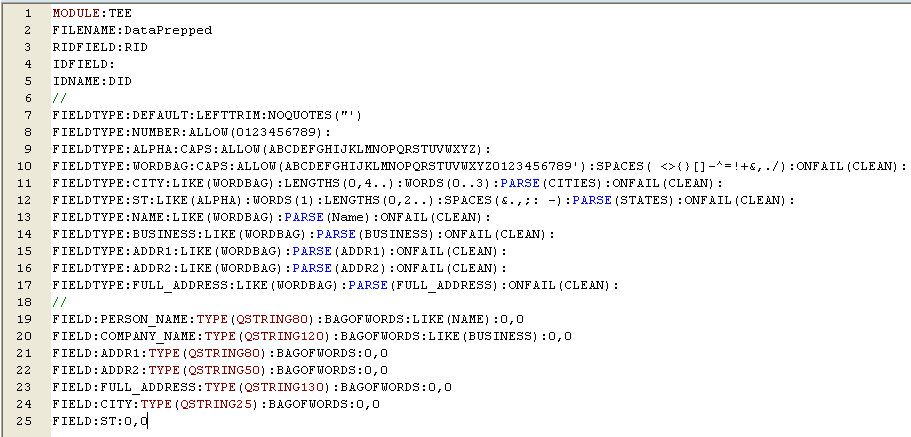 1 MODULE:TEE
2 FILENAME:DataPrepped
3 RIDFIELD:RID
4 IDFIELD:
5 IDNAME:DID
6 //
7 FIELDTYPE:DEFAULT:LEFTTRIM:NOQUOTES("')
8 FIELDTYPE:NUMBER:ALLOW(0123456789):
9 FIELDTYPE:ALPHA:CAPS:ALLOW(ABCDEFGHIJKLMNOPQRSTUVWXYZ):
10 FIELDTYPE:WORDBAG:CAPS:ALLOW(ABCDEFGHIJKLMNOPQRSTUVWXYZ0123456789'):SPACES( <>{}[]-^=!+&,./):ONFAIL(CLEAN):
11 FIELDTYPE:CITY:LIKE(WORDBAG):LENGTHS(0,4..):WORDS(0..3):PARSE(CITIES):ONFAIL(CLEAN):
12 FIELDTYPE:ST:LIKE(ALPHA):WORDS(1):LENGTHS(0,2..):SPACES(&.,;: -):PARSE(STATES):ONFAIL(CLEAN):
13 FIELDTYPE:NAME:LIKE(WORDBAG):PARSE(Name):ONFAIL(CLEAN):
14 FIELDTYPE:BUSINESS:LIKE(WORDBAG):PARSE(BUSINESS):ONFAIL(CLEAN):
15 FIELDTYPE:ADDR1:LIKE(WORDBAG):PARSE(ADDR1):ONFAIL(CLEAN):
16 FIELDTYPE:ADDR2:LIKE(WORDBAG):PARSE(ADDR2):ONFAIL(CLEAN):
17 FIELDTYPE:FULL_ADDRESS:LIKE(WORDBAG):PARSE(FULL_ADDRESS):ONFAIL(CLEAN):
18 //
19 FIELD:PERSON_NAME:TYPE(QSTRING80):BAGOFWORDS:LIKE(NAME):0,0
20 FIELD:COMPANY_NAME:TYPE(QSTRING120):BAGOFWORDS:LIKE(BUSINESS):0,0
21 FIELD:ADDR1:TYPE(QSTRING80):BAGOFWORDS:0,0
22 FIELD:ADDR2:TYPE(QSTRING50):BAGOFWORDS:0,0
23 FIELD:FULL_ADDRESS:TYPE(QSTRING130):BAGOFWORDS:0,0
24 FIELD:CITY:TYPE(QSTRING25):BAGOFWORDS:0,0
25 FIELD:ST:0,0